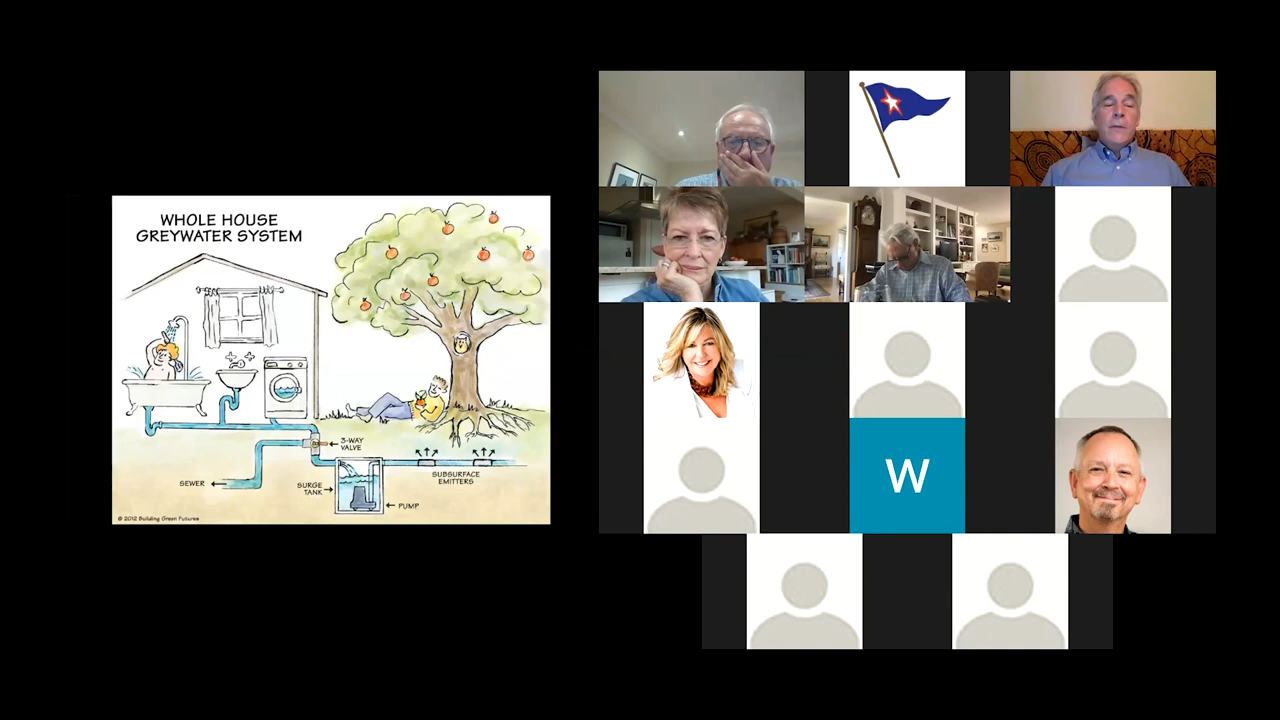 WHOLE HOUSE
GREYWATER SYSTEM
3-WAY
VALVE
SEWER
SURGE
TANK
SUBSURFACE
EMITTERS
PUMP
© 2012 Building Green Futures
W